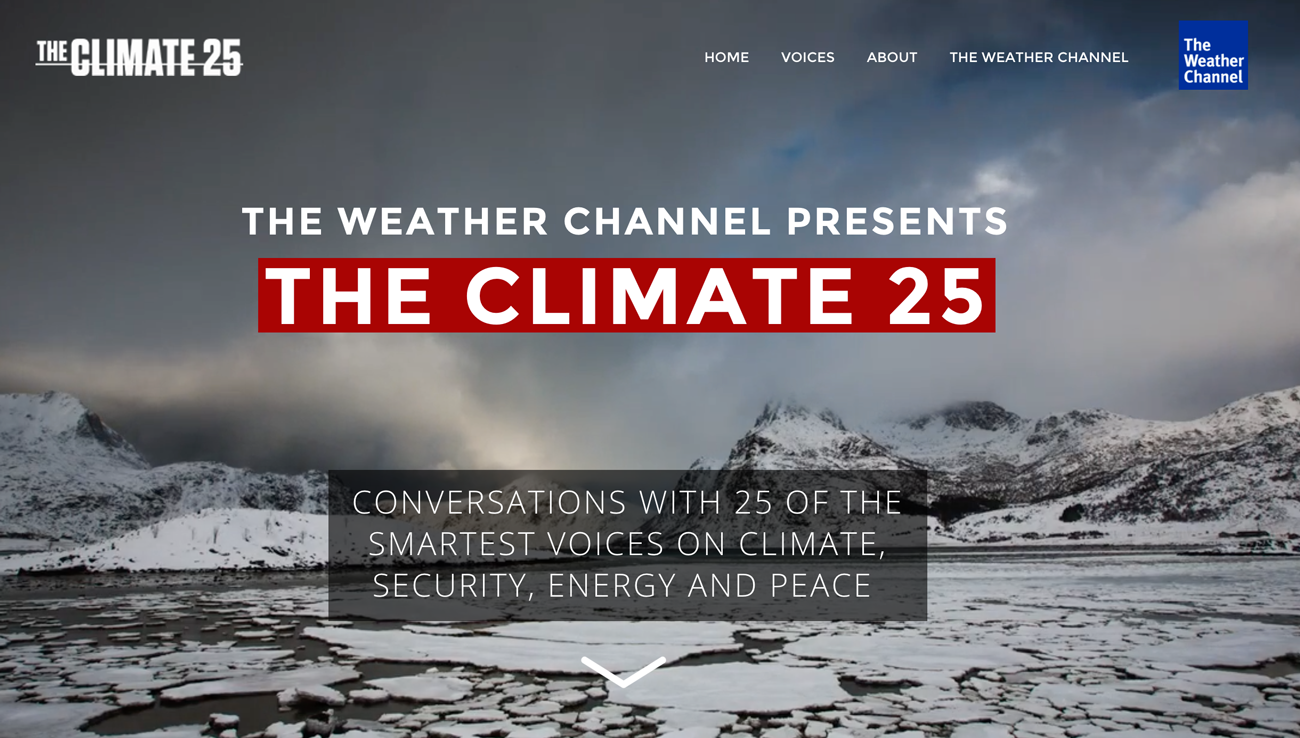 THE CLIMATE 25
HOME VOICES ABOUT THE WEATHER CHANNEL
The
Weather
Channel
THE WEATHER CHANNEL PRESENTS
THE CLIMATE 25
CONVERSATIONS WITH 25 OF THE
SMARTEST VOICES ON CLIMATE,
SECURITY, ENERGY AND PEACE